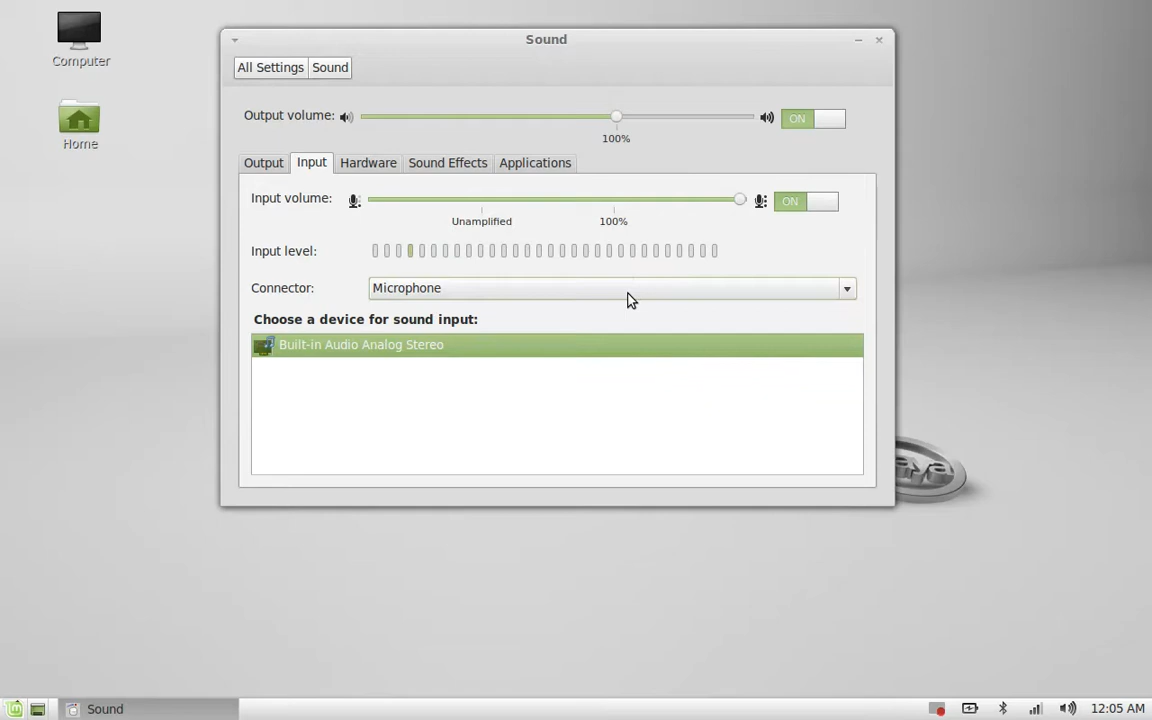 Computer
Home
Sound
All Settings
Sound
Output volume:
ON
100%
Output
Input
Hardware
Sound Effects
Applications
Input volume:
ON
Unamplified
100%
Input level:
Connector:
Microphone
Choose a device for sound input:
Built-in Audio Analog Stereo
Sound
12:05 AM